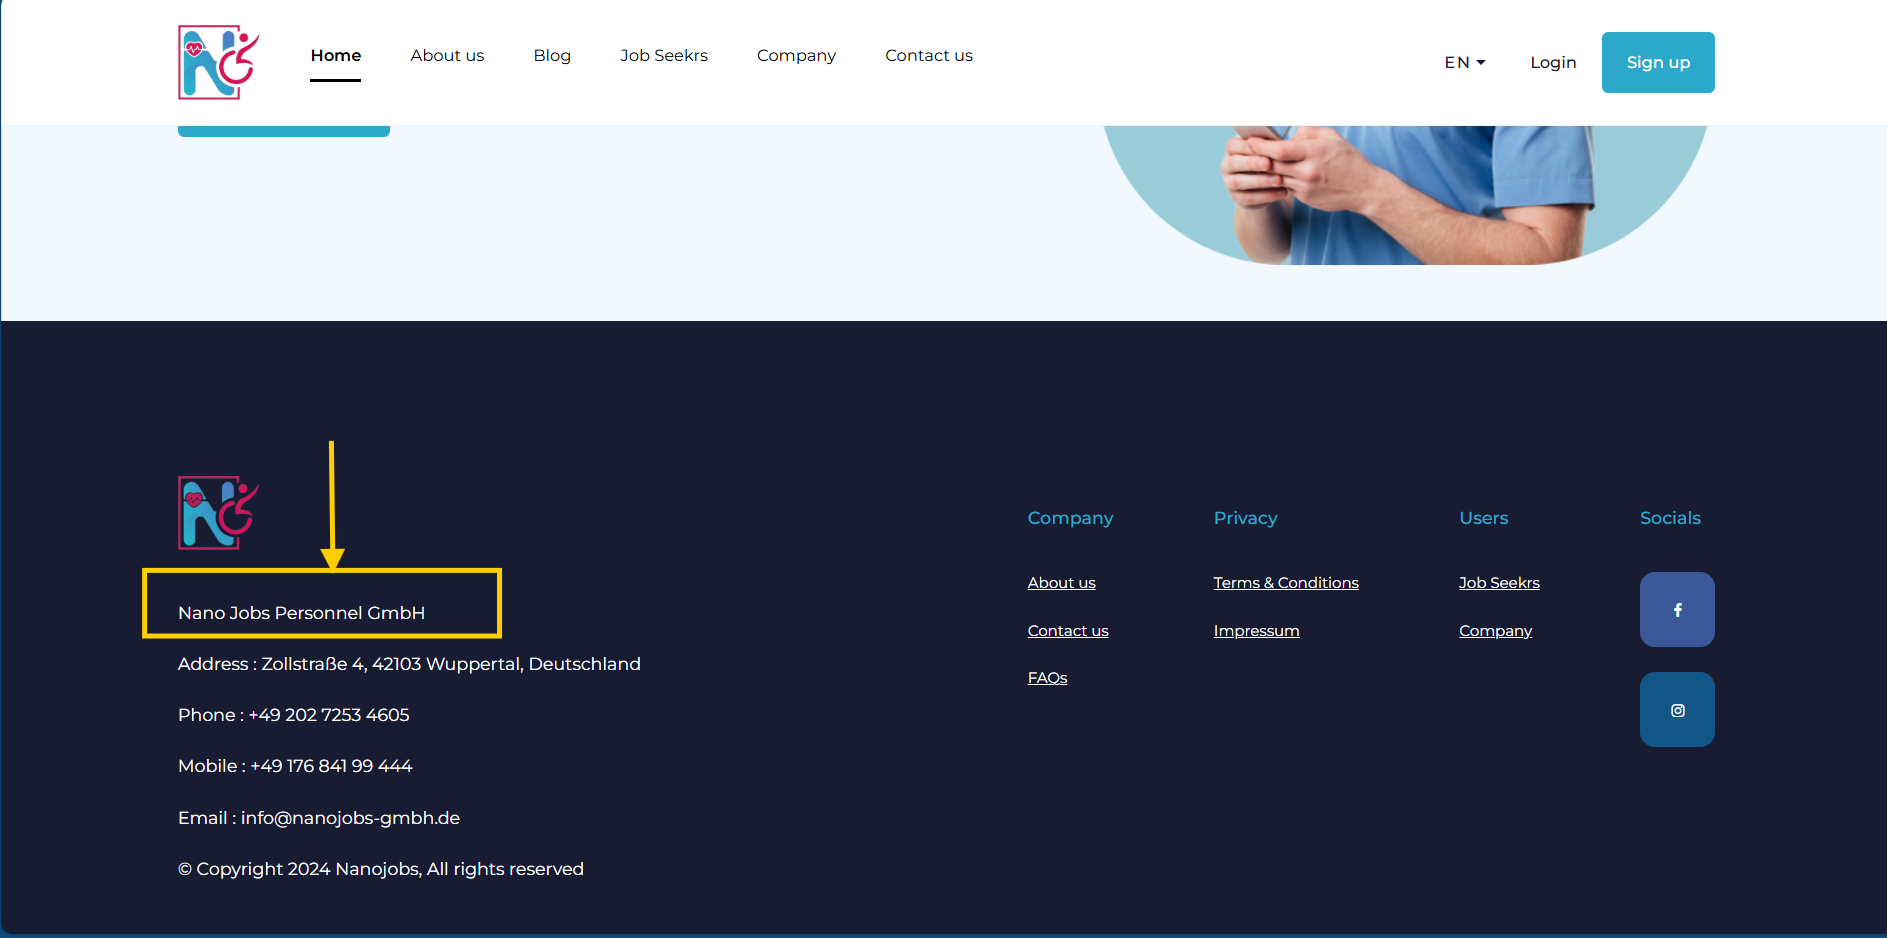 Home
About us
Blog
Job Seekrs
Company
Contact us
EN
Login
Sign up
Nano Jobs Personnel GmbH
Address : Zollstraße 4, 42103 Wuppertal, Deutschland
Phone : +49 202 7253 4605
Mobile : +49 176 841 99 444
Email : info@nanojobs-gmbh.de
© Copyright 2024 Nanojobs, All rights reserved
Company
About us
Contact us
FAQs
Privacy
Terms & Conditions
Impressum
Users
Job Seekrs
Company
Socials